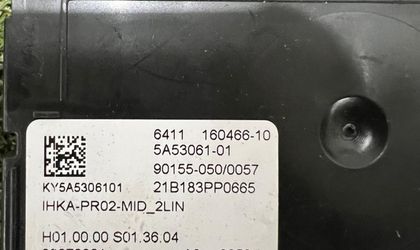 6411 160466-10
5A53061-01
90155-050/0057
KY5A5306101 21B183PP0665
IHKA-PR02-MID_2LIN
H01.00.00 S01.36.04